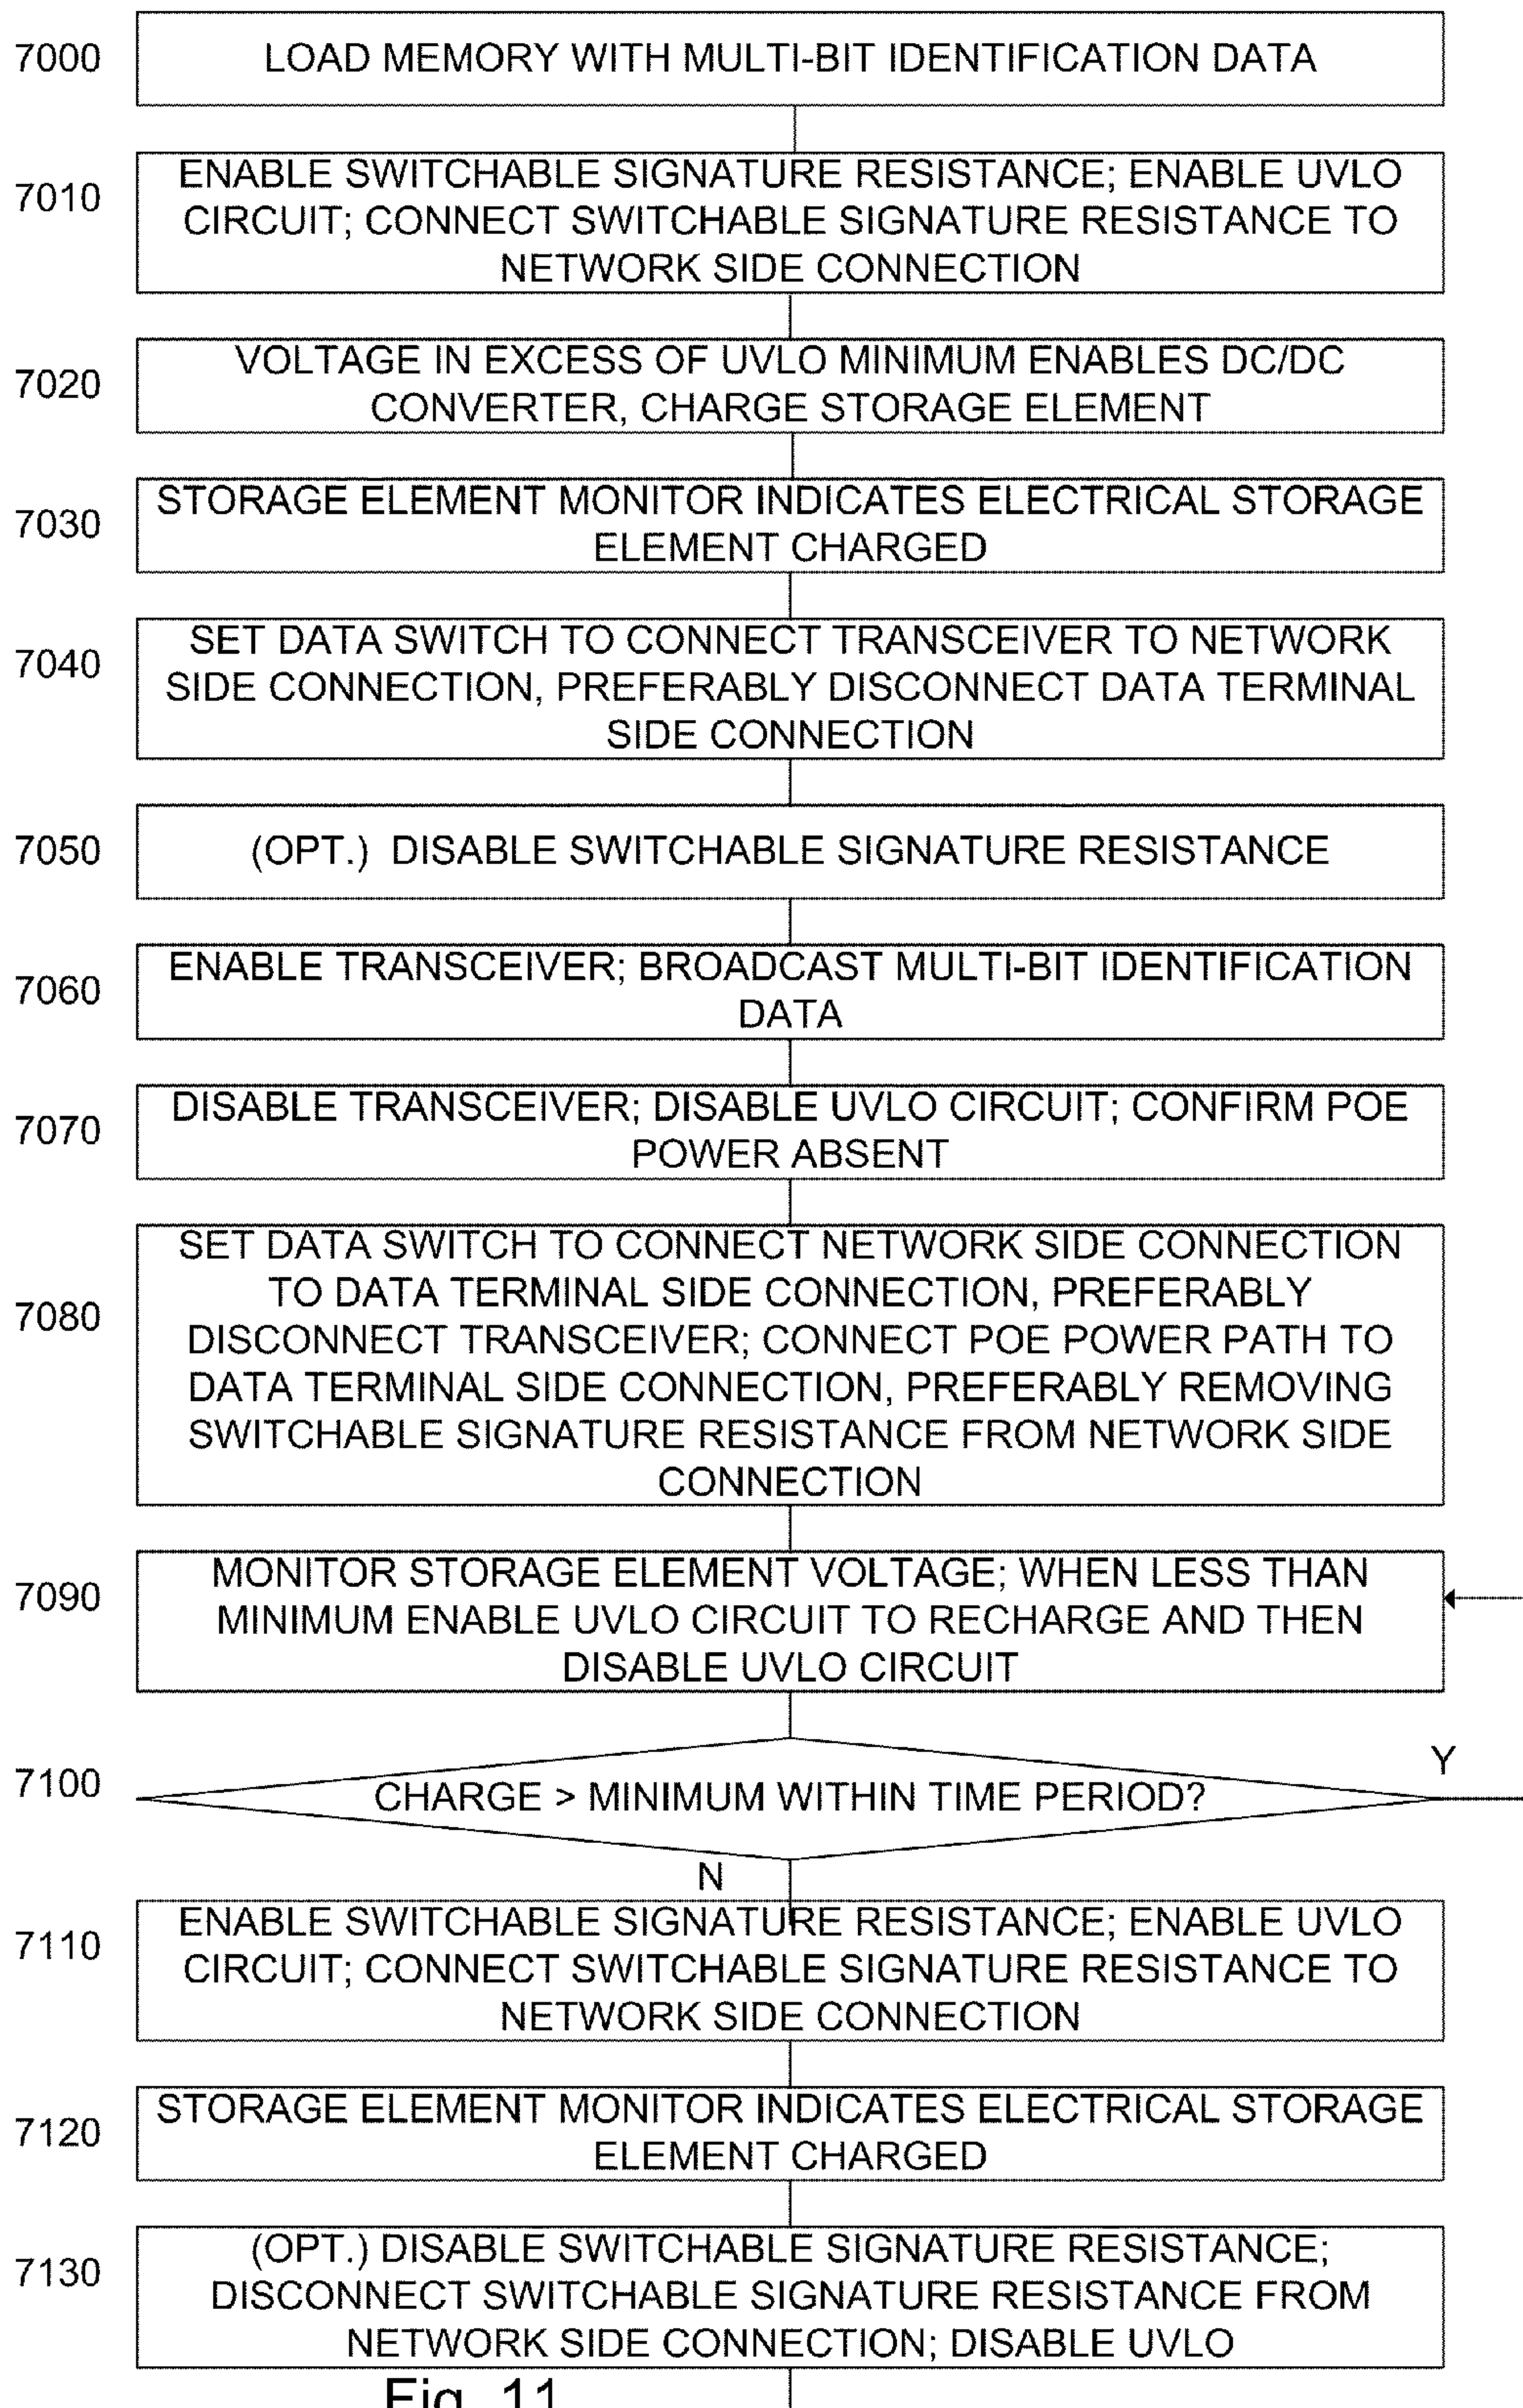 7000
LOAD MEMORY WITH MULTI-BIT IDENTIFICATION DATA
7010
ENABLE SWITCHABLE SIGNATURE RESISTANCE; ENABLE UVLO
CIRCUIT; CONNECT SWITCHABLE SIGNATURE RESISTANCE TO
NETWORK SIDE CONNECTION
7020
VOLTAGE IN EXCESS OF UVLO MINIMUM ENABLES DC/DC
CONVERTER, CHARGE STORAGE ELEMENT
7030
STORAGE ELEMENT MONITOR INDICATES ELECTRICAL STORAGE
ELEMENT CHARGED
7040
SET DATA SWITCH TO CONNECT TRANSCEIVER TO NETWORK
SIDE CONNECTION, PREFERABLY DISCONNECT DATA TERMINAL
SIDE CONNECTION
7050
(OPT.) DISABLE SWITCHABLE SIGNATURE RESISTANCE
7060
ENABLE TRANSCEIVER; BROADCAST MULTI-BIT IDENTIFICATION
DATA
7070
DISABLE TRANSCEIVER; DISABLE UVLO CIRCUIT; CONFIRM POE
POWER ABSENT
7080
SET DATA SWITCH TO CONNECT NETWORK SIDE CONNECTION
TO DATA TERMINAL SIDE CONNECTION, PREFERABLY
DISCONNECT TRANSCEIVER; CONNECT POE POWER PATH TO
DATA TERMINAL SIDE CONNECTION, PREFERABLY REMOVING
SWITCHABLE SIGNATURE RESISTANCE FROM NETWORK SIDE
CONNECTION
7090
MONITOR STORAGE ELEMENT VOLTAGE; WHEN LESS THAN
MINIMUM ENABLE UVLO CIRCUIT TO RECHARGE AND THEN
DISABLE UVLO CIRCUIT
7100
CHARGE > MINIMUM WITHIN TIME PERIOD?
Y
N
7110
ENABLE SWITCHABLE SIGNATURE RESISTANCE; ENABLE UVLO
CIRCUIT; CONNECT SWITCHABLE SIGNATURE RESISTANCE TO
NETWORK SIDE CONNECTION
7120
STORAGE ELEMENT MONITOR INDICATES ELECTRICAL STORAGE
ELEMENT CHARGED
7130
(OPT.) DISABLE SWITCHABLE SIGNATURE RESISTANCE;
DISCONNECT SWITCHABLE SIGNATURE RESISTANCE FROM
NETWORK SIDE CONNECTION; DISABLE UVLO
Fig. 11